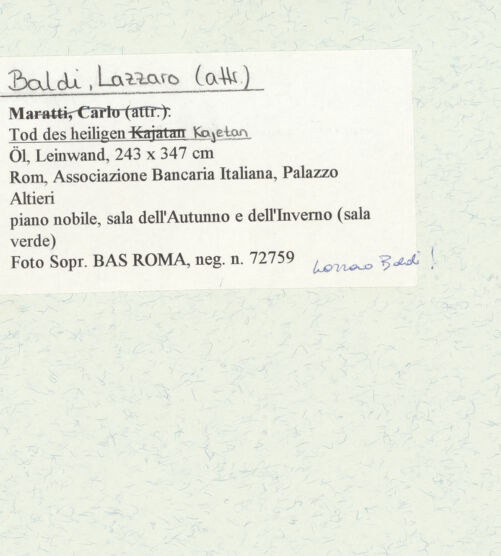 Baldi, Lazzaro (attr.)
Maratti, Carlo (attr.).
Tod des heiligen Kajatan Kajetan
Öl, Leinwand, 243 x 347 cm
Rom, Associazione Bancaria Italiana, Palazzo
Altieri
piano nobile, sala dell'Autunno e dell'Inverno (sala
verde)
Foto Sopr. BAS ROMA, neg. n. 72759
Lazzaro Baldi!